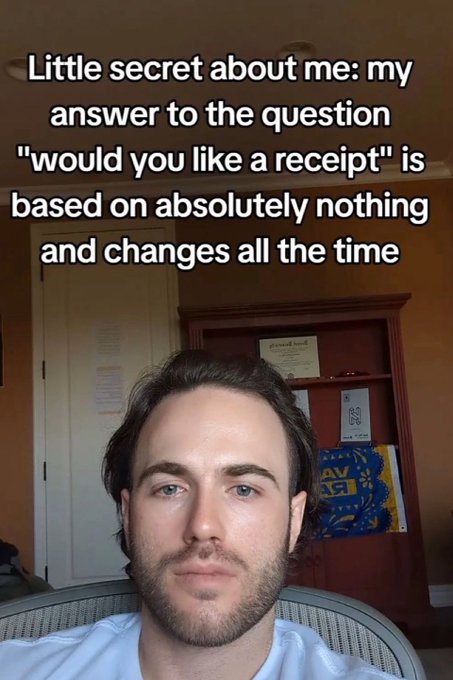 Little secret about me: my
answer to the question
"would you like a receipt" is
based on absolutely nothing
and changes all the time